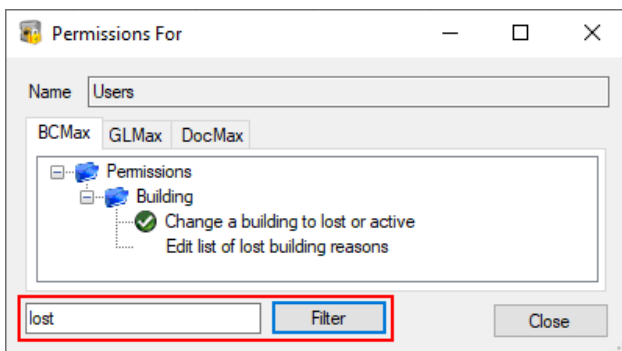 Permissions For
Name Users
BCMax GLMax DocMax
Permissions
Building
Change a building to lost or active
Edit list of lost building reasons
lost Filter Close